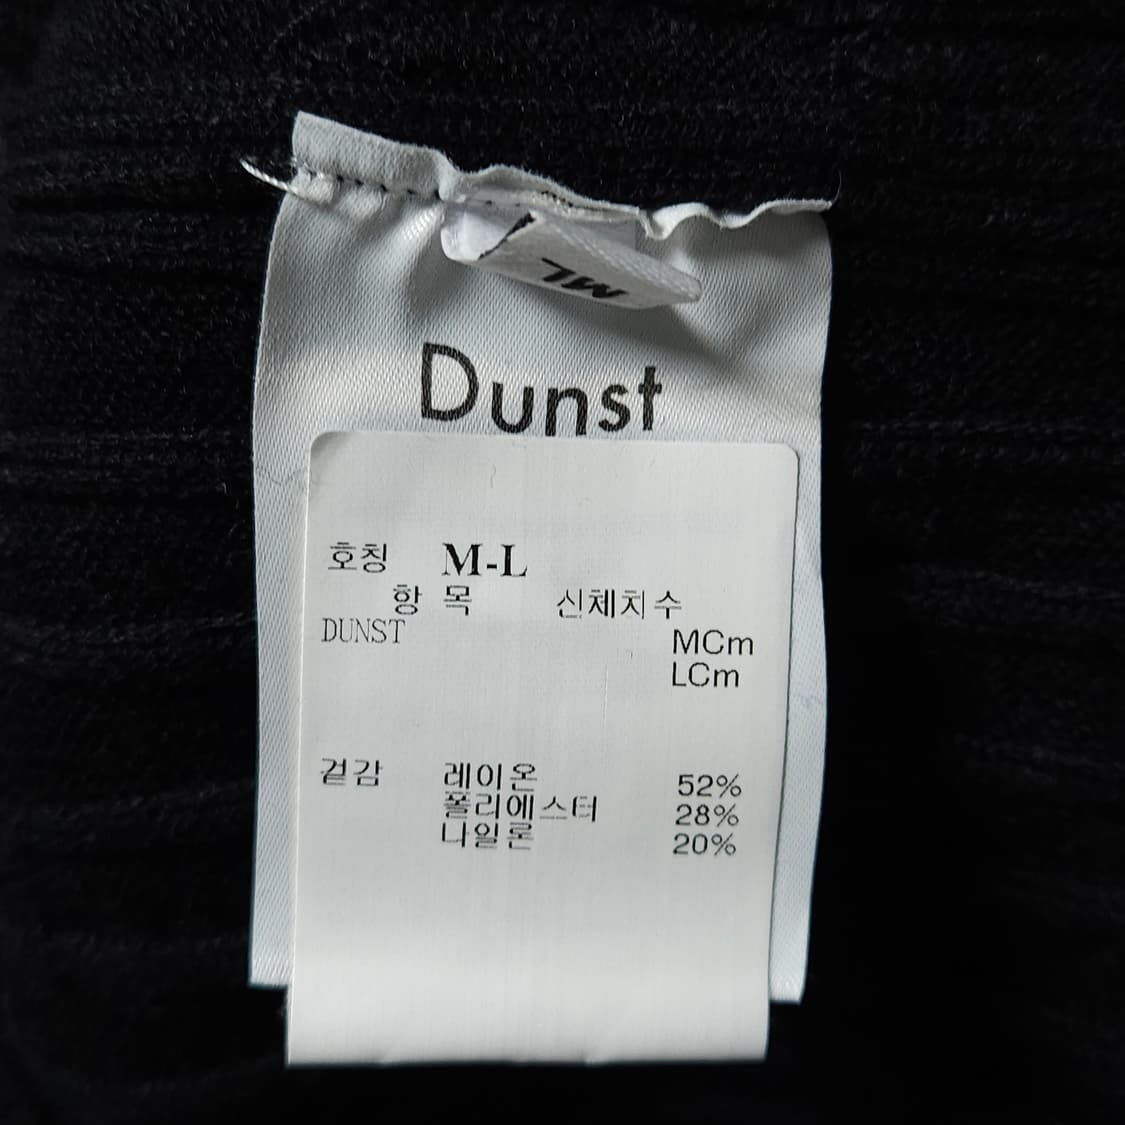 ML
Dunst
호칭 M-L
항 목 신체치수
DUNST MCm
LCm
겉감 레이온 52%
폴리에스터 28%
나일론 20%